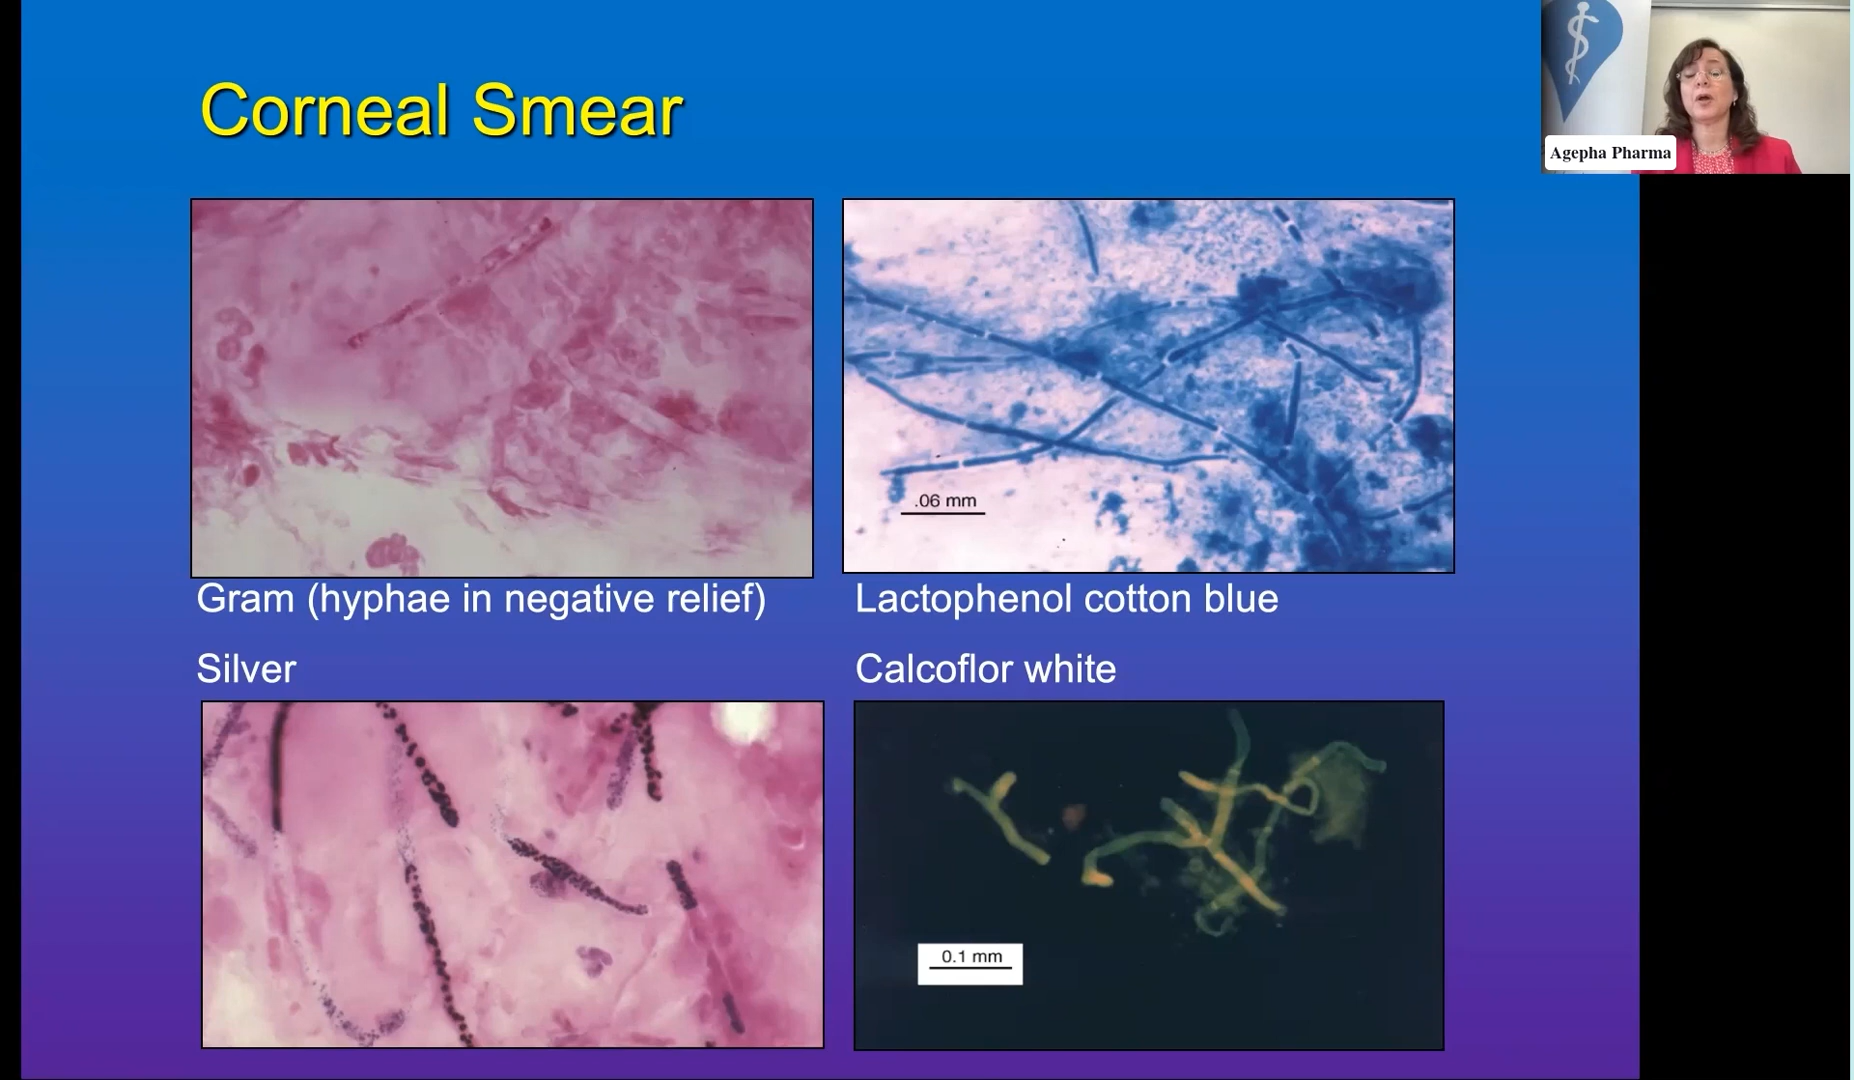 Corneal Smear
Agepha Pharma
.06 mm
Gram (hyphae in negative relief)
Lactophenol cotton blue
Silver
Calcoflor white
0.1 mm